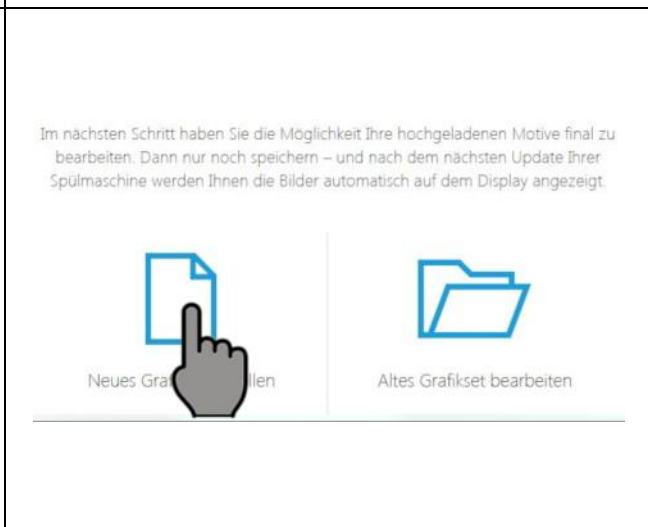 Im nächsten Schritt haben Sie die Möglichkeit Ihre hochgeladenen Motive final zu
bearbeiten. Dann nur noch speichern – und nach dem nächsten Update Ihrer
Spülmaschine werden Ihnen die Bilder automatisch auf dem Display angezeigt.
Neues
Altes Grafikset bearbeiten